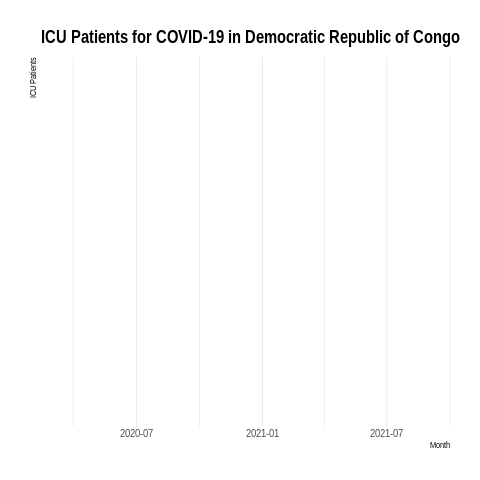 ICU Patients for COVID-19 in Democratic Republic of Congo
ICU Patients
2020-07 2021-01 2021-07
Month